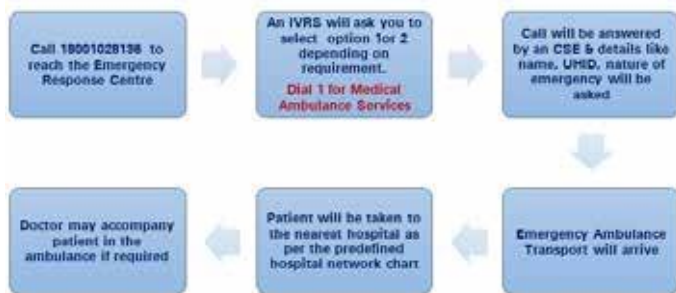 Call 18001028136 to
reach the Emergency
Response Centre
An IVRS will ask you to
select option 1or 2
depending on
requirement.
Dial 1 for Medical
Ambulance Services
Call will be answered
by an CSE & details like
name, UHID, nature of
emergency will be
asked
Emergency Ambulance
Transport will arrive
Patient will be taken to
the nearest hospital as
per the predefined
hospital network chart
Doctor may accompany
patient in the
ambulance if required